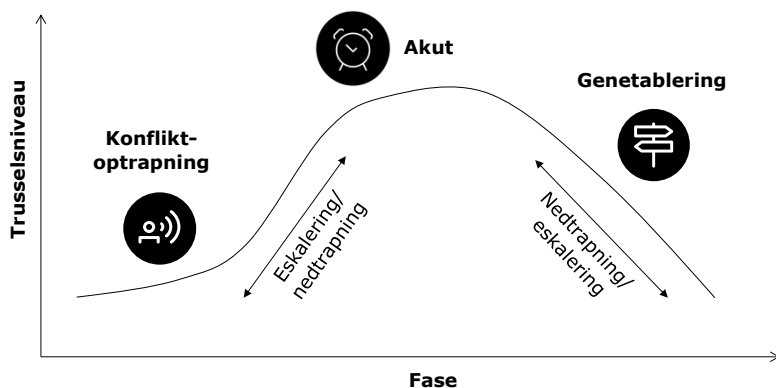 Akut
Genetablering
Konflikt-
optrapning
Trusselsniveau
Eskalering/
nedtrapning
Nedtrapning/
eskalering
Fase